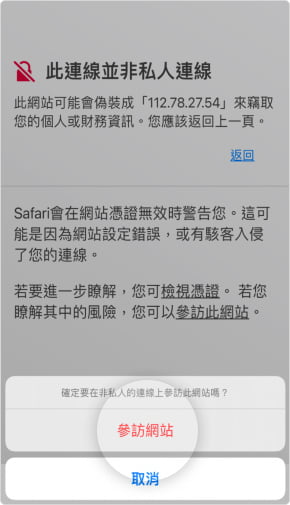 此連線並非私人連線
此網站可能會偽裝成「112.78.27.54」來竊取
您的個人或財務資訊。您應該返回上一頁。
返回
Safari會在網站憑證無效時警告您。這可
能是因為網站設定錯誤，或有駭客入侵
了您的連線。
若要進一步瞭解，您可檢視憑證。 若您
瞭解其中的風險，您可以參訪此網站。
確定要在非私人的連線上參訪此網站嗎？
參訪網站
取消